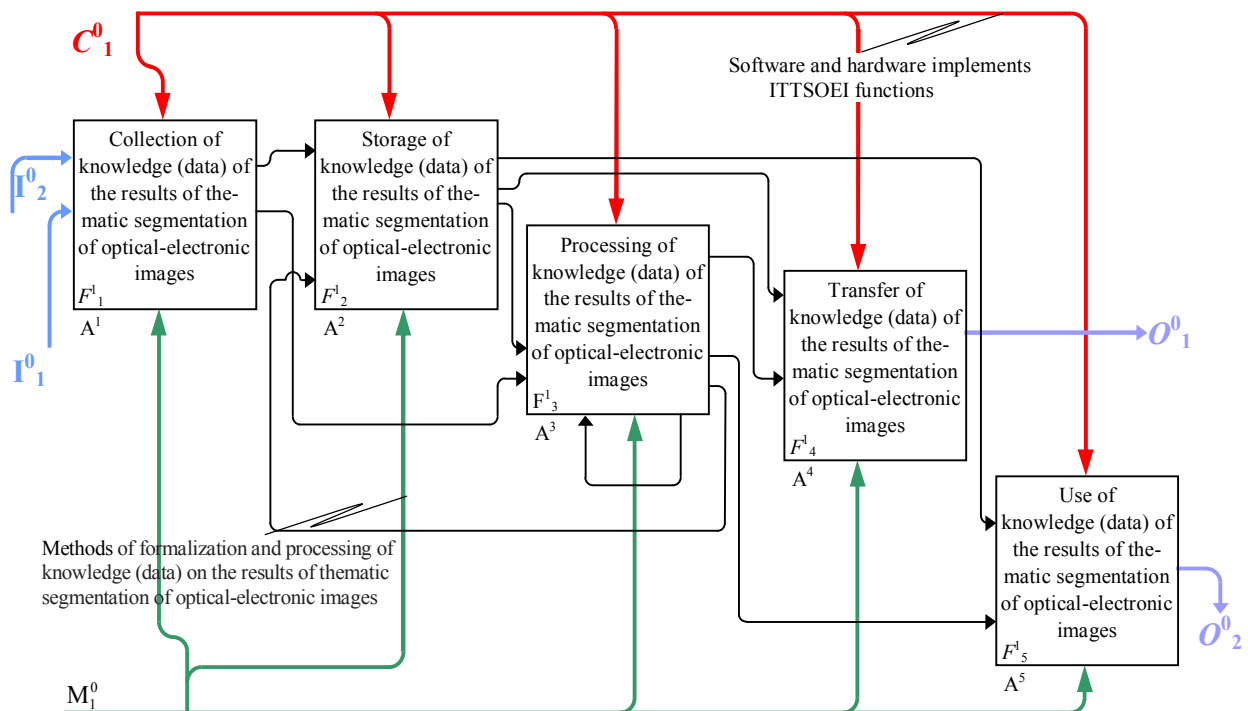 C⁰₁
Software and hardware implements
ITTSOEI functions
I⁰₂
I⁰₁
Collection of
knowledge (data) of
the results of the-
matic segmentation
of optical-electronic
images
F¹₁
A¹
Storage of
knowledge (data) of
the results of the-
matic segmentation
of optical-electronic
images
F¹₂
A²
Processing of
knowledge (data) of
the results of the-
matic segmentation
of optical-electronic
images
F¹₃
A³
Transfer of
knowledge (data) of
the results of the-
matic segmentation
of optical-electronic
images
F¹₄
A⁴
O⁰₁
Use of
knowledge (data) of
the results of the-
matic segmentation
of optical-electronic
images
F¹₅
A⁵
O⁰₂
Methods of formalization and processing of
knowledge (data) on the results of thematic
segmentation of optical-electronic images
M⁰₁